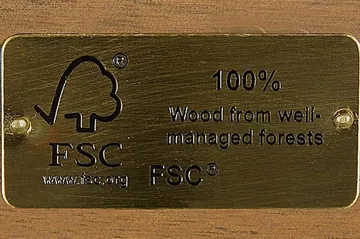 ®
100%
Wood from well-
managed forests
FSC
www.fsc.org
FSC®